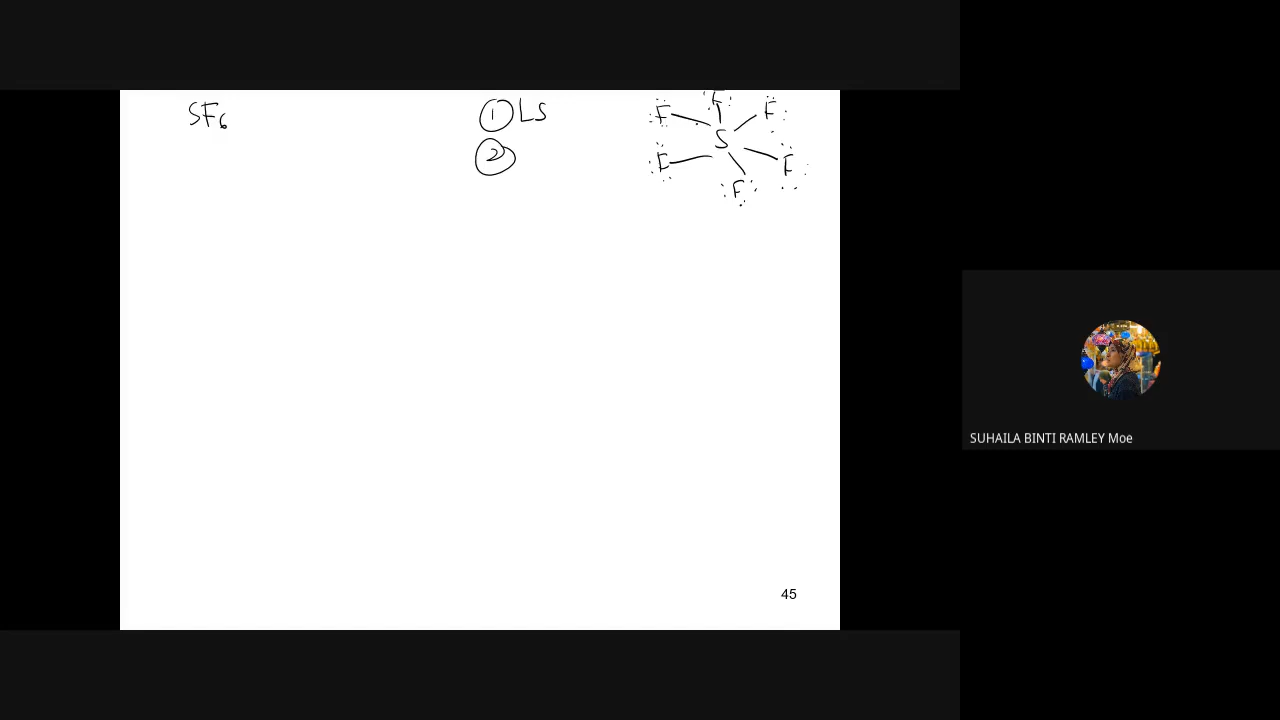 SF₆
① LS
②
F F F
S
F F
F
SUHAILA BINTI RAMLEY Moe
45